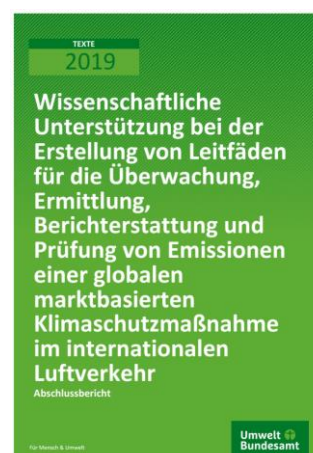 TEXTE
2019
Wissenschaftliche
Unterstützung bei der
Erstellung von Leitfäden
für die Überwachung,
Ermittlung,
Berichterstattung und
Prüfung von Emissionen
einer globalen
marktbasierten
Klimaschutzmaßnahme
im internationalen
Luftverkehr
Abschlussbericht
Für Mensch & Umwelt
Umwelt
Bundesamt